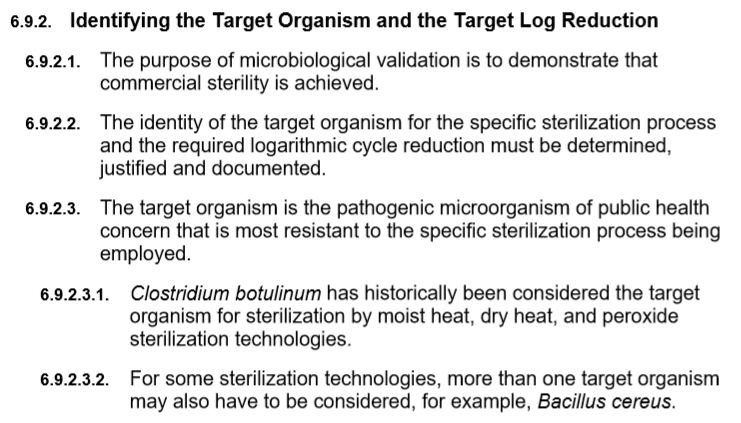 6.9.2. Identifying the Target Organism and the Target Log Reduction
6.9.2.1. The purpose of microbiological validation is to demonstrate that
commercial sterility is achieved.
6.9.2.2. The identity of the target organism for the specific sterilization process
and the required logarithmic cycle reduction must be determined,
justified and documented.
6.9.2.3. The target organism is the pathogenic microorganism of public health
concern that is most resistant to the specific sterilization process being
employed.
6.9.2.3.1. Clostridium botulinum has historically been considered the target
organism for sterilization by moist heat, dry heat, and peroxide
sterilization technologies.
6.9.2.3.2. For some sterilization technologies, more than one target organism
may also have to be considered, for example, Bacillus cereus.